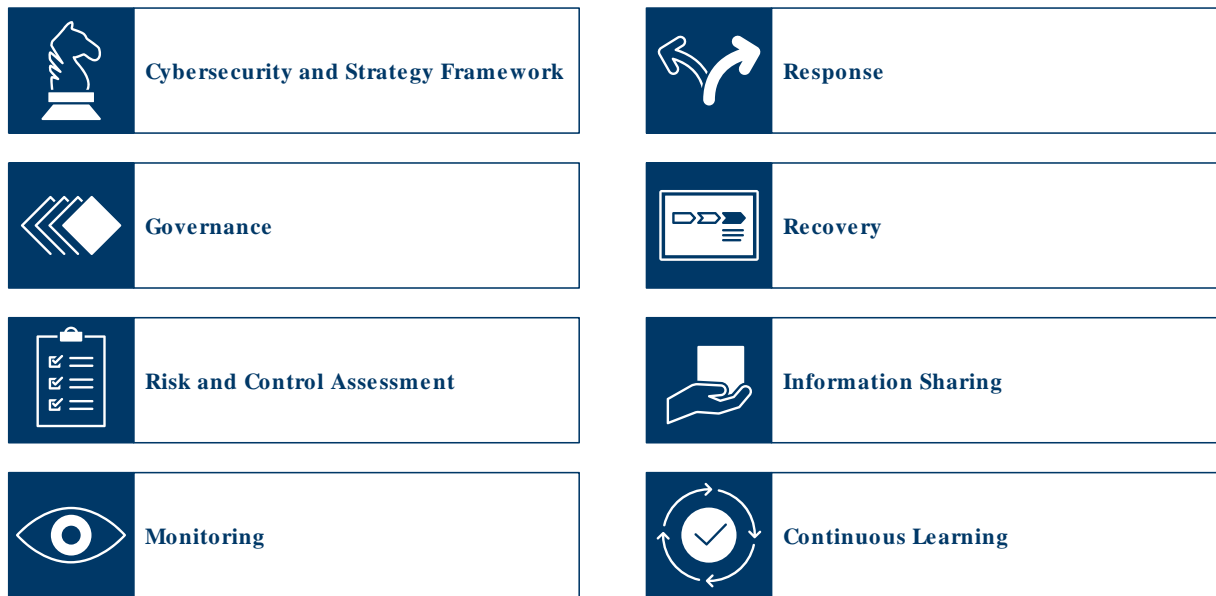 Cybersecurity and Strategy Framework
Governance
Risk and Control Assessment
Monitoring
Response
Recovery
Information Sharing
Continuous Learning